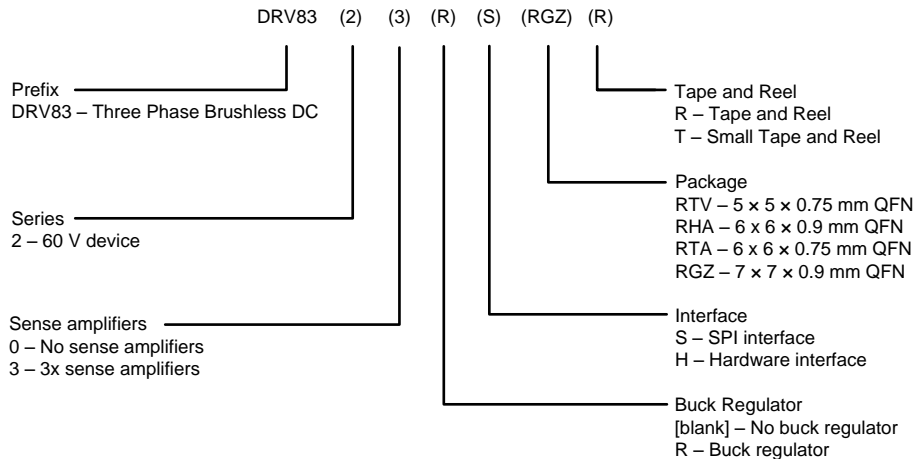 DRV83 (2) (3) (R) (S) (RGZ) (R)
Prefix
DRV83 – Three Phase Brushless DC
Series
2 – 60 V device
Sense amplifiers
0 – No sense amplifiers
3 – 3x sense amplifiers
Tape and Reel
R – Tape and Reel
T – Small Tape and Reel
Package
RTV – 5 × 5 × 0.75 mm QFN
RHA – 6 x 6 × 0.9 mm QFN
RTA – 6 x 6 × 0.75 mm QFN
RGZ – 7 × 7 × 0.9 mm QFN
Interface
S – SPI interface
H – Hardware interface
Buck Regulator
[blank] – No buck regulator
R – Buck regulator